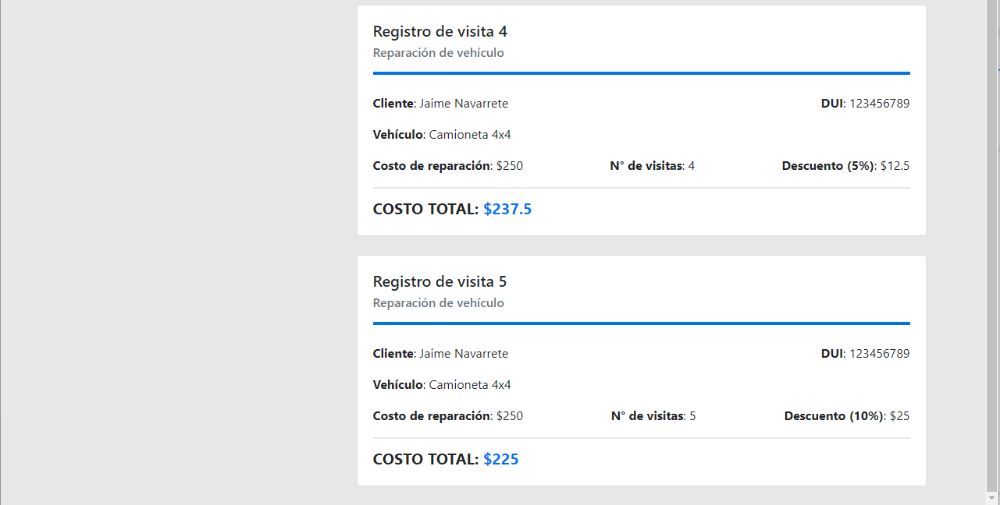 Registro de visita 4
Reparación de vehículo
Cliente: Jaime Navarrete DUI: 123456789
Vehículo: Camioneta 4x4
Costo de reparación: $250 N° de visitas: 4 Descuento (5%): $12.5
COSTO TOTAL: $237.5
Registro de visita 5
Reparación de vehículo
Cliente: Jaime Navarrete DUI: 123456789
Vehículo: Camioneta 4x4
Costo de reparación: $250 N° de visitas: 5 Descuento (10%): $25
COSTO TOTAL: $225